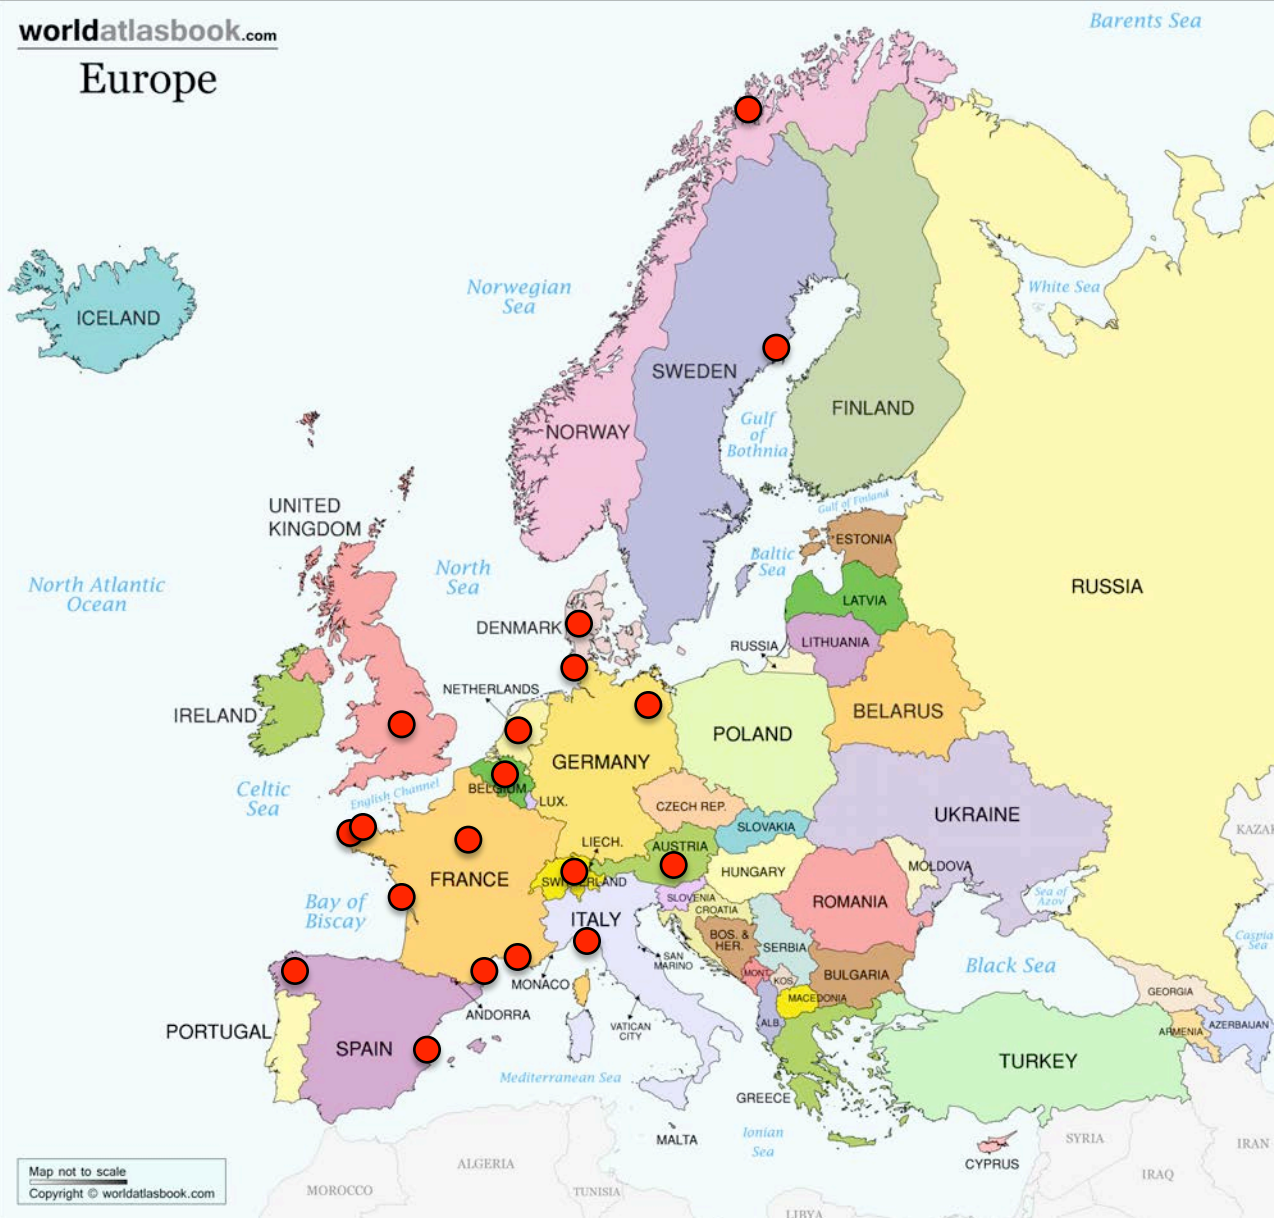 worldatlasbook.com
Europe
Barents Sea
Norwegian
Sea
White Sea
ICELAND
SWEDEN
FINLAND
NORWAY
Gulf
of
Bothnia
UNITED
KINGDOM
Gulf of Finland
ESTONIA
Baltic
Sea
North
Sea
North Atlantic
Ocean
RUSSIA
LATVIA
DENMARK
LITHUANIA
RUSSIA
NETHERLANDS
IRELAND
BELARUS
POLAND
GERMANY
Celtic
Sea
English Channel
BELGIUM
LUX.
CZECH REP.
UKRAINE
SLOVAKIA
LIECH.
AUSTRIA
MOLDOVA
HUNGARY
FRANCE
SLOVENIA
CROATIA
ROMANIA
Sea of
Azov
Bay of
Biscay
ITALY
BOS. &
HER.
SERBIA
SAN
MARINO
Black Sea
MONT.
KOS.
BULGARIA
MONACO
GEORGIA
MACEDONIA
ANDORRA
ALB.
VATICAN
CITY
ARMENIA
AZERBAIJAN
PORTUGAL
SPAIN
TURKEY
Mediterranean Sea
GREECE
MALTA
Ionian
Sea
SYRIA
IRAN
CYPRUS
ALGERIA
IRAQ
MOROCCO
TUNISIA
LIBYA
Map not to scale
Copyright © worldatlasbook.com